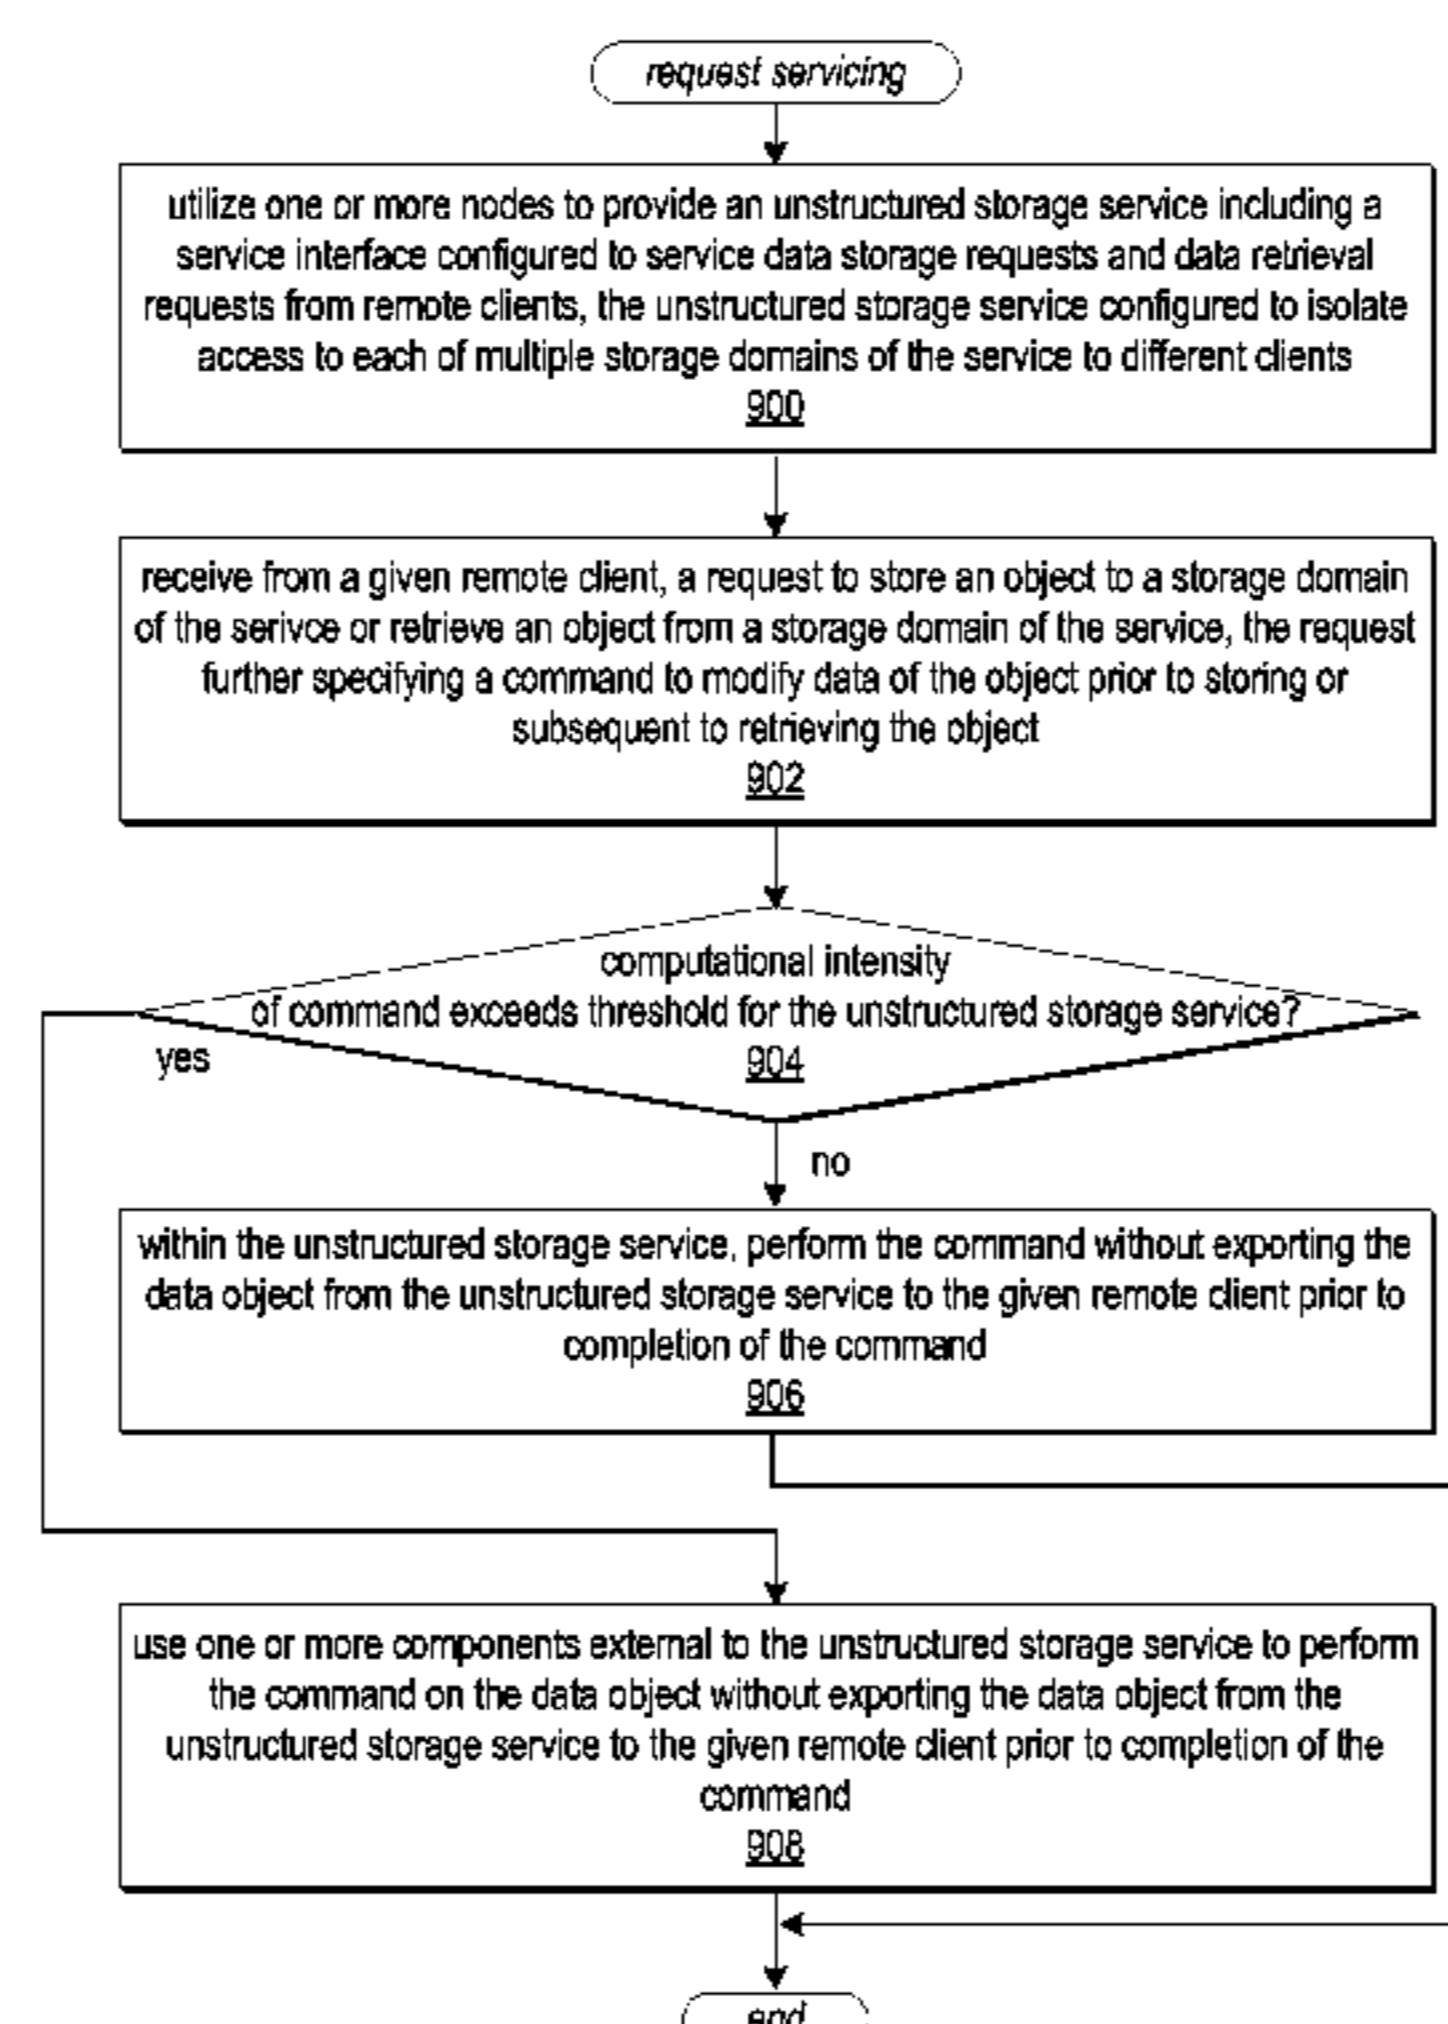 request servicing
utilize one or more nodes to provide an unstructured storage service including a
service interface configured to service data storage requests and data retrieval
requests from remote clients, the unstructured storage service configured to isolate
access to each of multiple storage domains of the service to different clients
900
receive from a given remote client, a request to store an object to a storage domain
of the serivce or retrieve an object from a storage domain of the service, the request
further specifying a command to modify data of the object prior to storing or
subsequent to retrieving the object
902
computational intensity
of command exceeds threshold for the unstructured storage service?
904
yes
no
within the unstructured storage service, perform the command without exporting the
data object from the unstructured storage service to the given remote client prior to
completion of the command
906
use one or more components external to the unstructured storage service to perform
the command on the data object without exporting the data object from the
unstructured storage service to the given remote client prior to completion of the
command
908
end